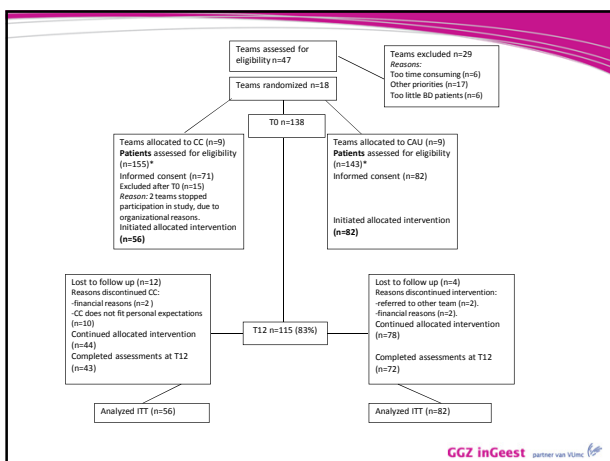 Teams assessed for
eligibility n=47
Teams excluded n=29
Reasons:
Too time consuming (n=6)
Other priorities (n=17)
Too little BD patients (n=6)
Teams randomized n=18
T0 n=138
Teams allocated to CC (n=9)
Patients assessed for eligibility
(n=155)*
Informed consent (n=71)
Excluded after T0 (n=15)
Reason: 2 teams stopped
participation in study, due to
organizational reasons.
Initiated allocated intervention
(n=56)
Teams allocated to CAU (n=9)
Patients assessed for eligibility
(n=143)*
Informed consent (n=82)
Initiated allocated intervention
(n=82)
Lost to follow up (n=12)
Reasons discontinued CC:
-financial reasons (n=2 )
-CC does not fit personal expectations
(n=10)
Continued allocated intervention
(n=44)
Completed assessments at T12
(n=43)
T12 n=115 (83%)
Lost to follow up (n=4)
Reasons discontinued intervention:
-referred to other team (n=2).
-financial reasons (n=2).
Continued allocated intervention
(n=78)
Completed assessments at T12
(n=72)
Analyzed ITT (n=56)
Analyzed ITT (n=82)
GGZ inGeest partner van VUmc